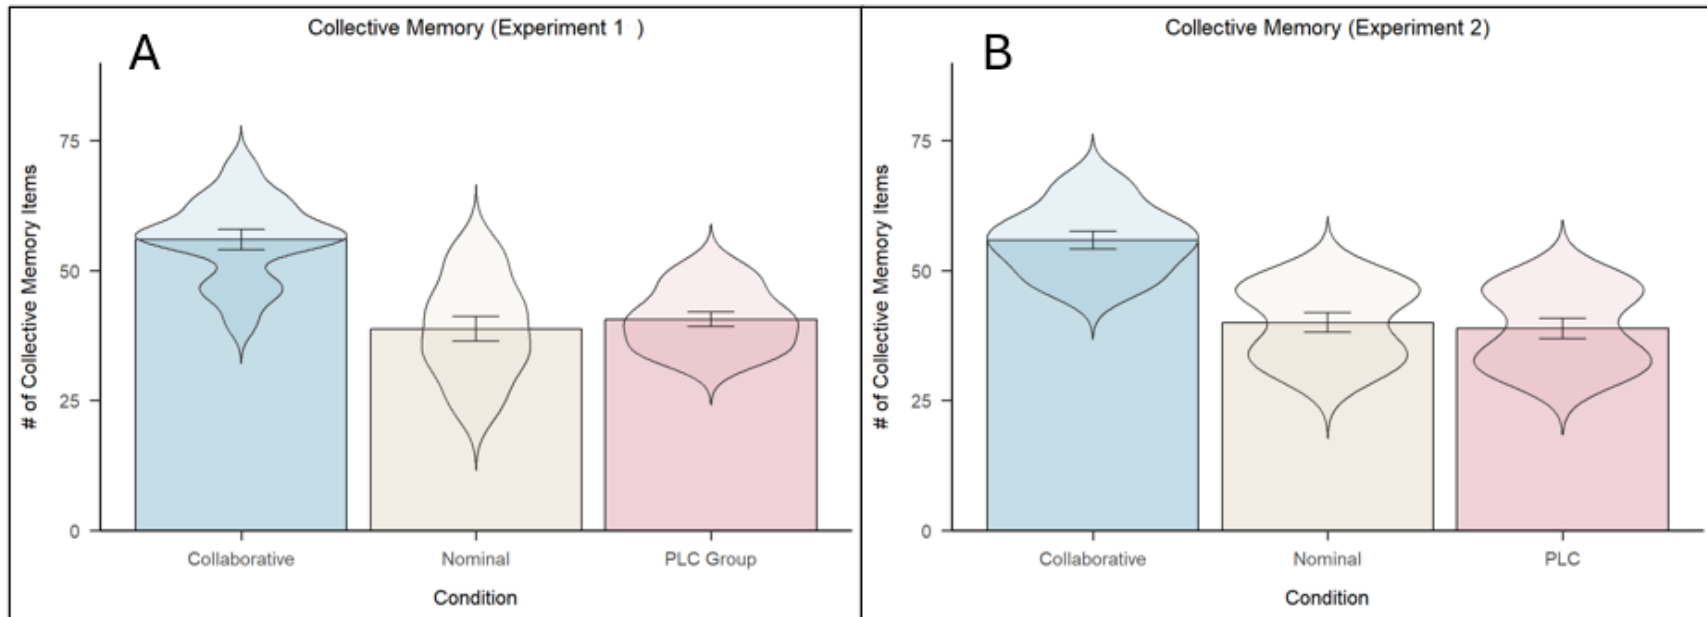 Collective Memory (Experiment 1 )
A
# of Collective Memory Items
75
50
25
0
Collaborative Nominal PLC Group
Condition
Collective Memory (Experiment 2)
B
# of Collective Memory Items
75
50
25
0
Collaborative Nominal PLC
Condition